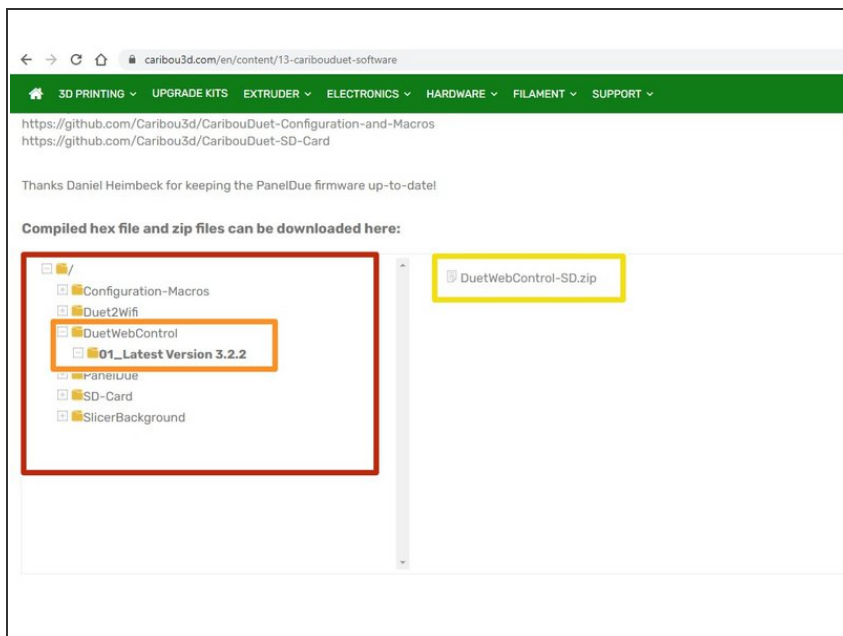 caribou3d.com/en/content/13-caribouduet-software
3D PRINTING UPGRADE KITS EXTRUDER ELECTRONICS HARDWARE FILAMENT SUPPORT
https://github.com/Caribou3d/CaribouDuet-Configuration-and-Macros
https://github.com/Caribou3d/CaribouDuet-SD-Card
Thanks Daniel Heimbeck for keeping the PanelDue firmware up-to-date!
Compiled hex file and zip files can be downloaded here:
/
Configuration-Macros
Duet2Wifi
DuetWebControl
01_Latest Version 3.2.2
PanelDue
SD-Card
SlicerBackground
DuetWebControl-SD.zip